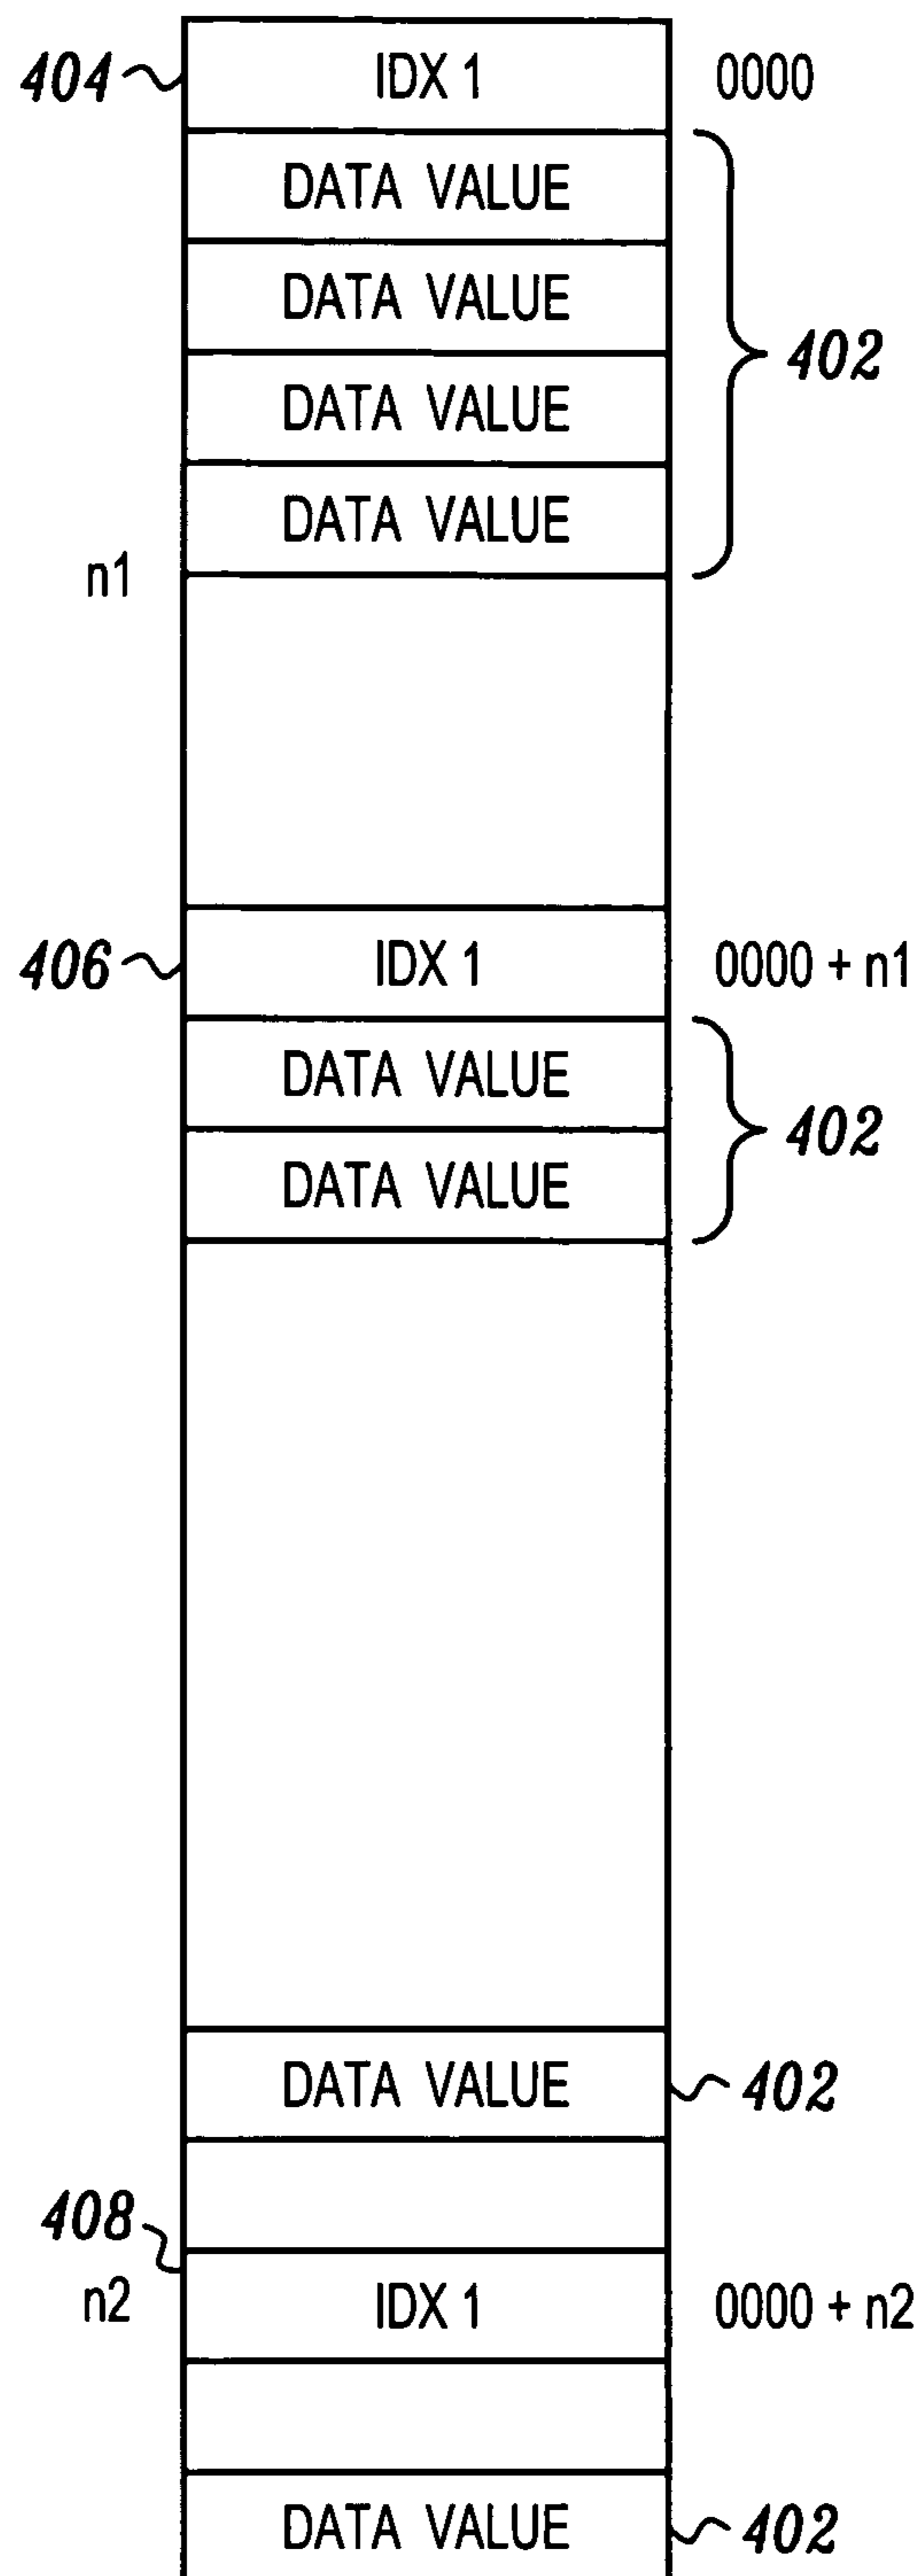 404 IDX 1 0000
DATA VALUE
DATA VALUE
402
DATA VALUE
DATA VALUE
n1
406 IDX 1 0000 + n1
DATA VALUE
402
DATA VALUE
DATA VALUE 402
408
n2 IDX 1 0000 + n2
DATA VALUE 402